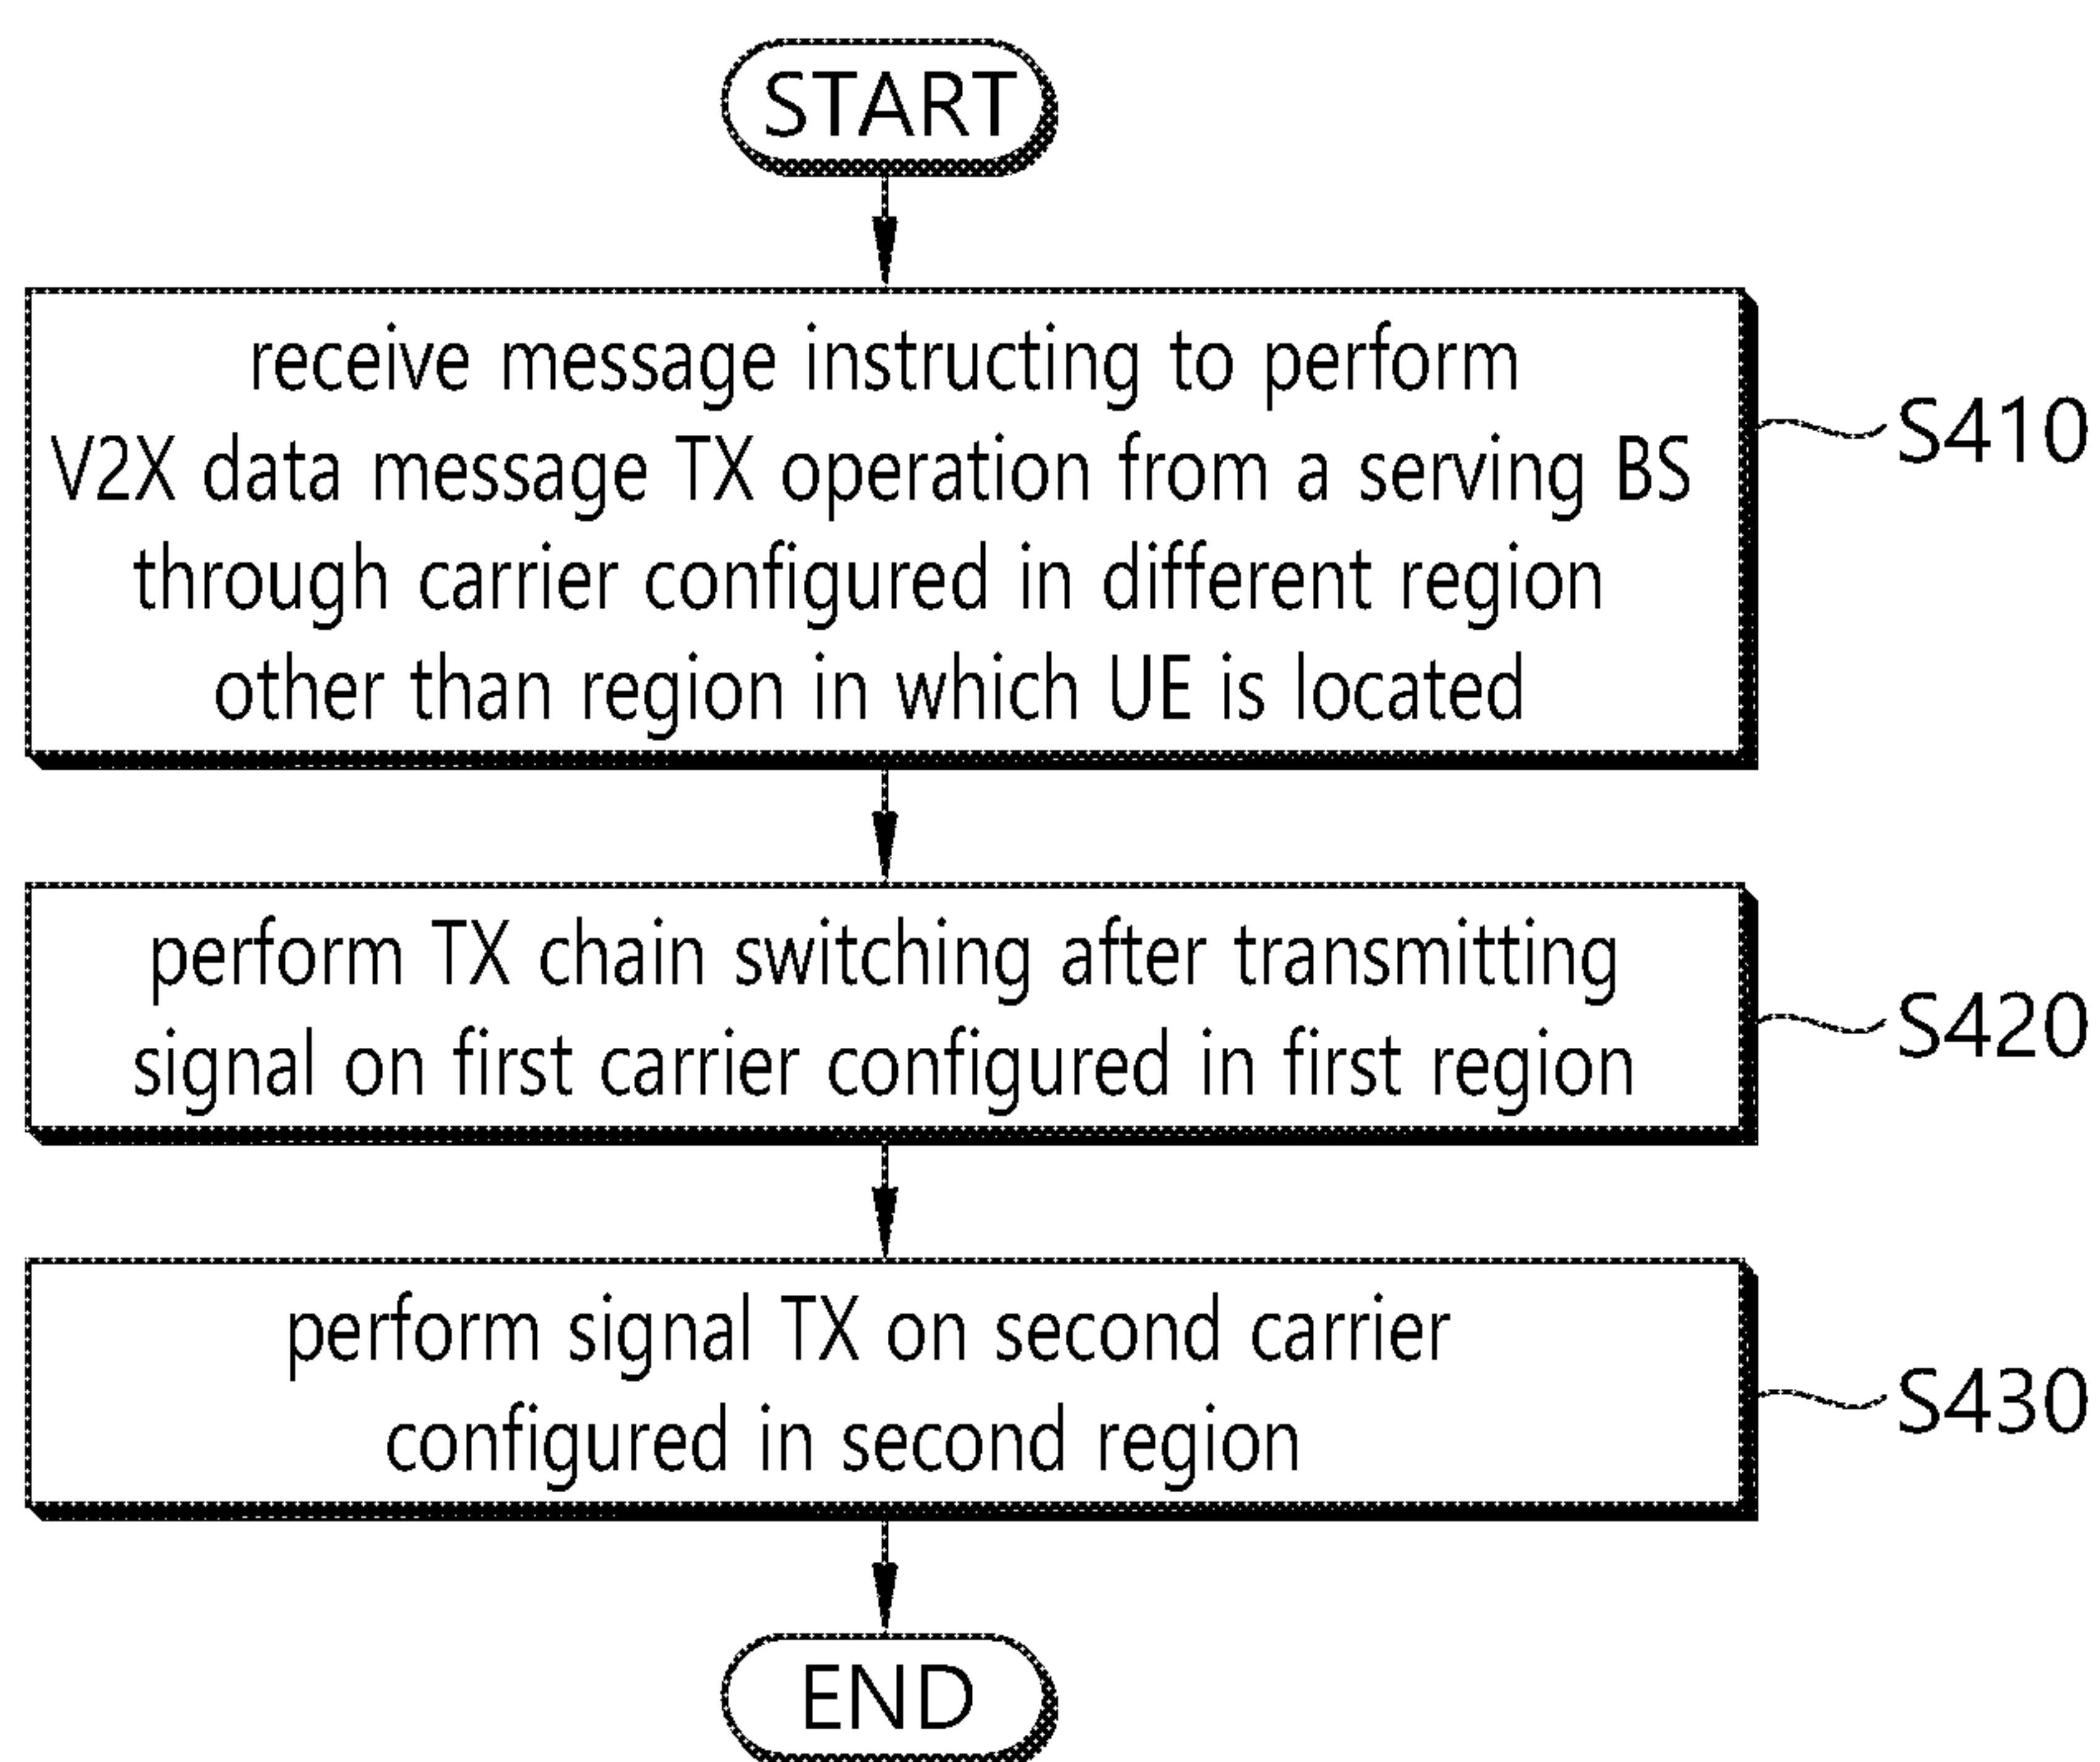 START
receive message instructing to perform
V2X data message TX operation from a serving BS
through carrier configured in different region
other than region in which UE is located
S410
perform TX chain switching after transmitting
signal on first carrier configured in first region
S420
perform signal TX on second carrier
configured in second region
S430
END